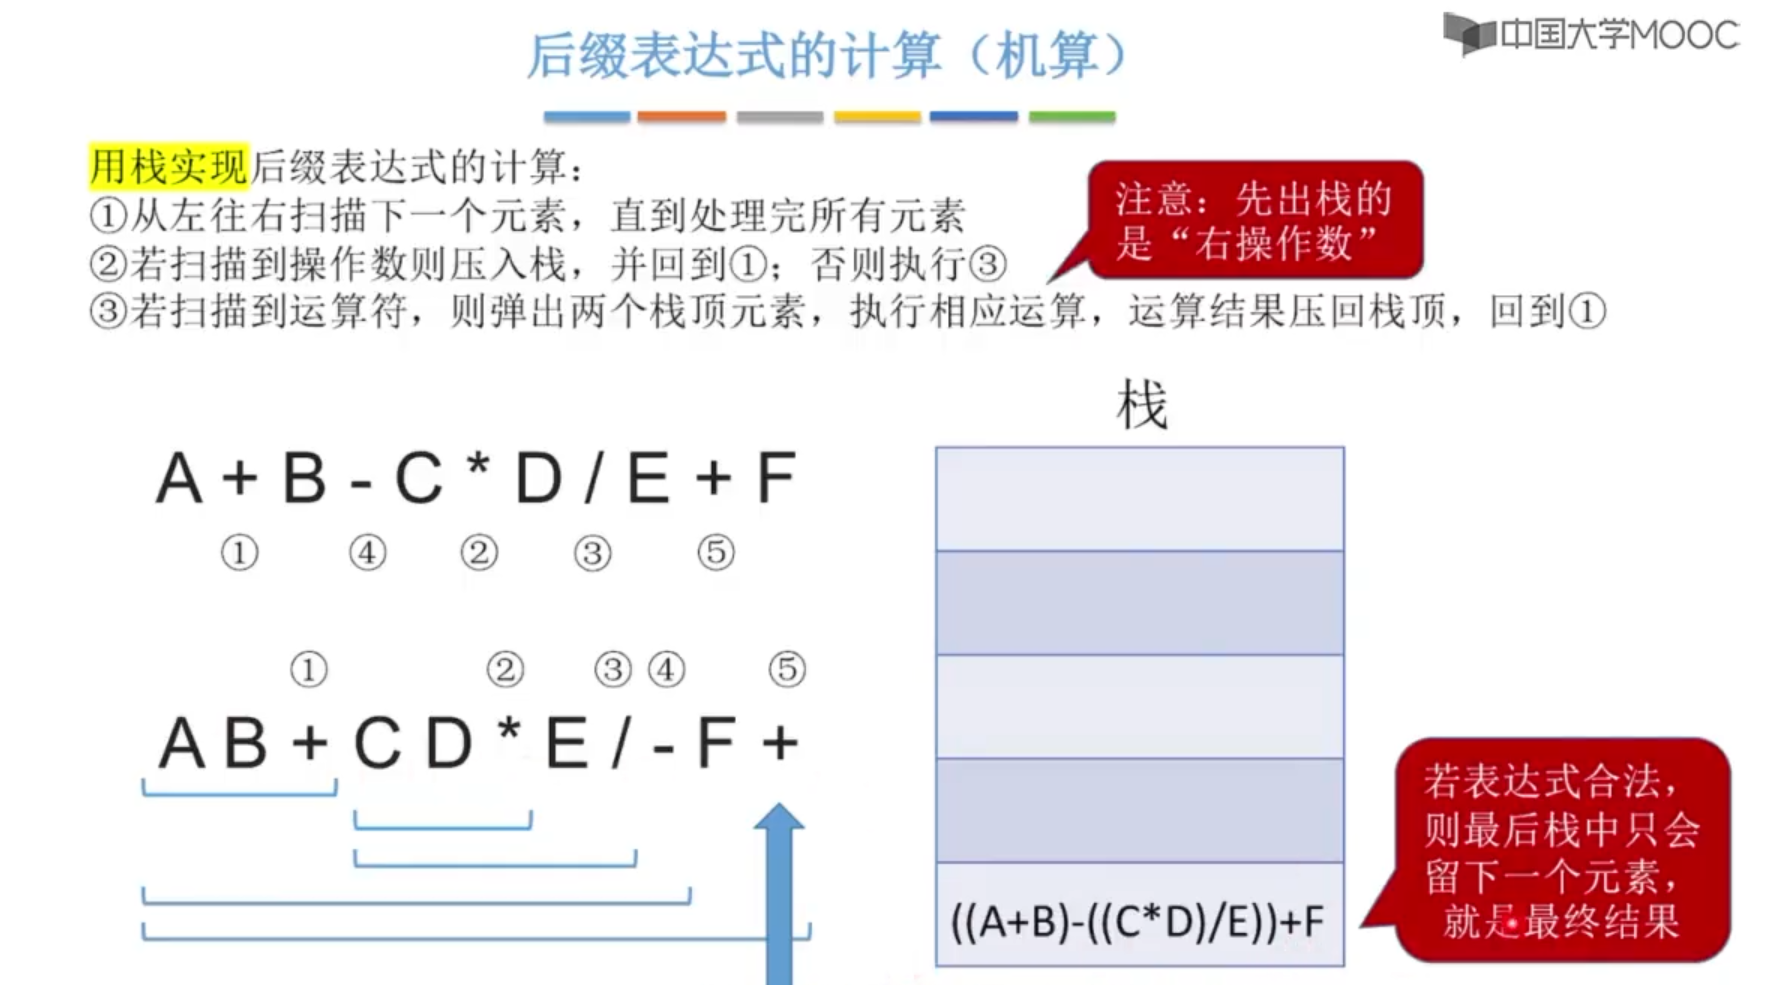 后缀表达式的计算（机算）
中国大学MOOC
用栈实现后缀表达式的计算：
①从左往右扫描下一个元素，直到处理完所有元素
②若扫描到操作数则压入栈，并回到①；否则执行③
③若扫描到运算符，则弹出两个栈顶元素，执行相应运算，运算结果压回栈顶，回到①
注意：先出栈的
是“右操作数”
栈
A + B - C * D / E + F
① ④ ② ③ ⑤
① ② ③ ④ ⑤
A B + C D * E / - F +
((A+B)-((C*D)/E))+F
若表达式合法，
则最后栈中只会
留下一个元素，
就是最终结果